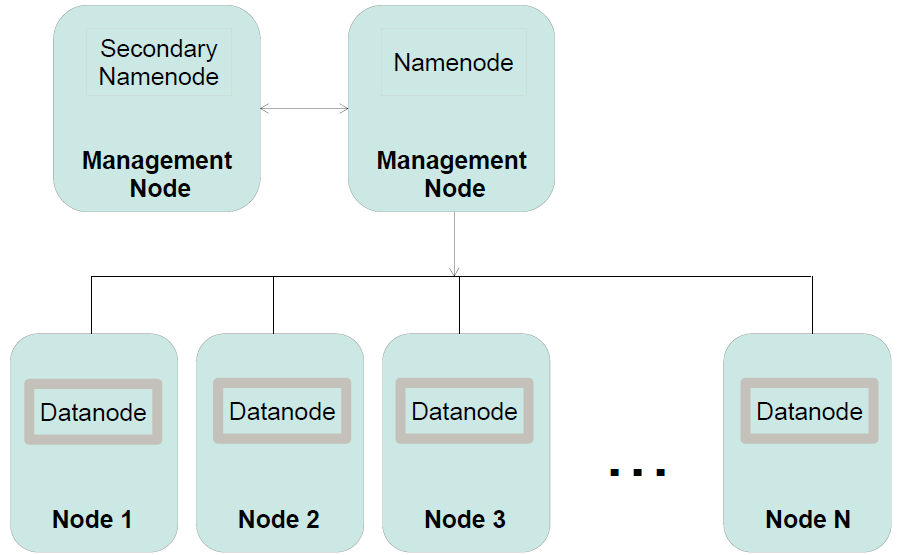 Secondary
Namenode
Management
Node
Namenode
Management
Node
Datanode
Node 1
Datanode
Node 2
Datanode
Node 3
...
Datanode
Node N